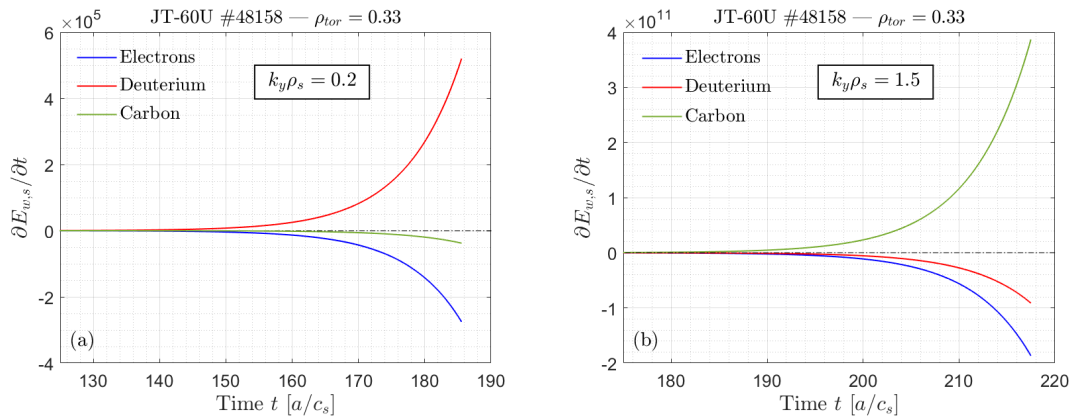 JT-60U #48158 — ρ_tor = 0.33
×10^5
6
4
2
0
-2
-4
∂E_{w,s}/∂t
Electrons
Deuterium
Carbon
k_yρ_s = 0.2
(a)
130 140 150 160 170 180 190
Time t [a/c_s]
JT-60U #48158 — ρ_tor = 0.33
×10^11
4
3
2
1
0
-1
-2
∂E_{w,s}/∂t
Electrons
Deuterium
Carbon
k_yρ_s = 1.5
(b)
180 190 200 210 220
Time t [a/c_s]